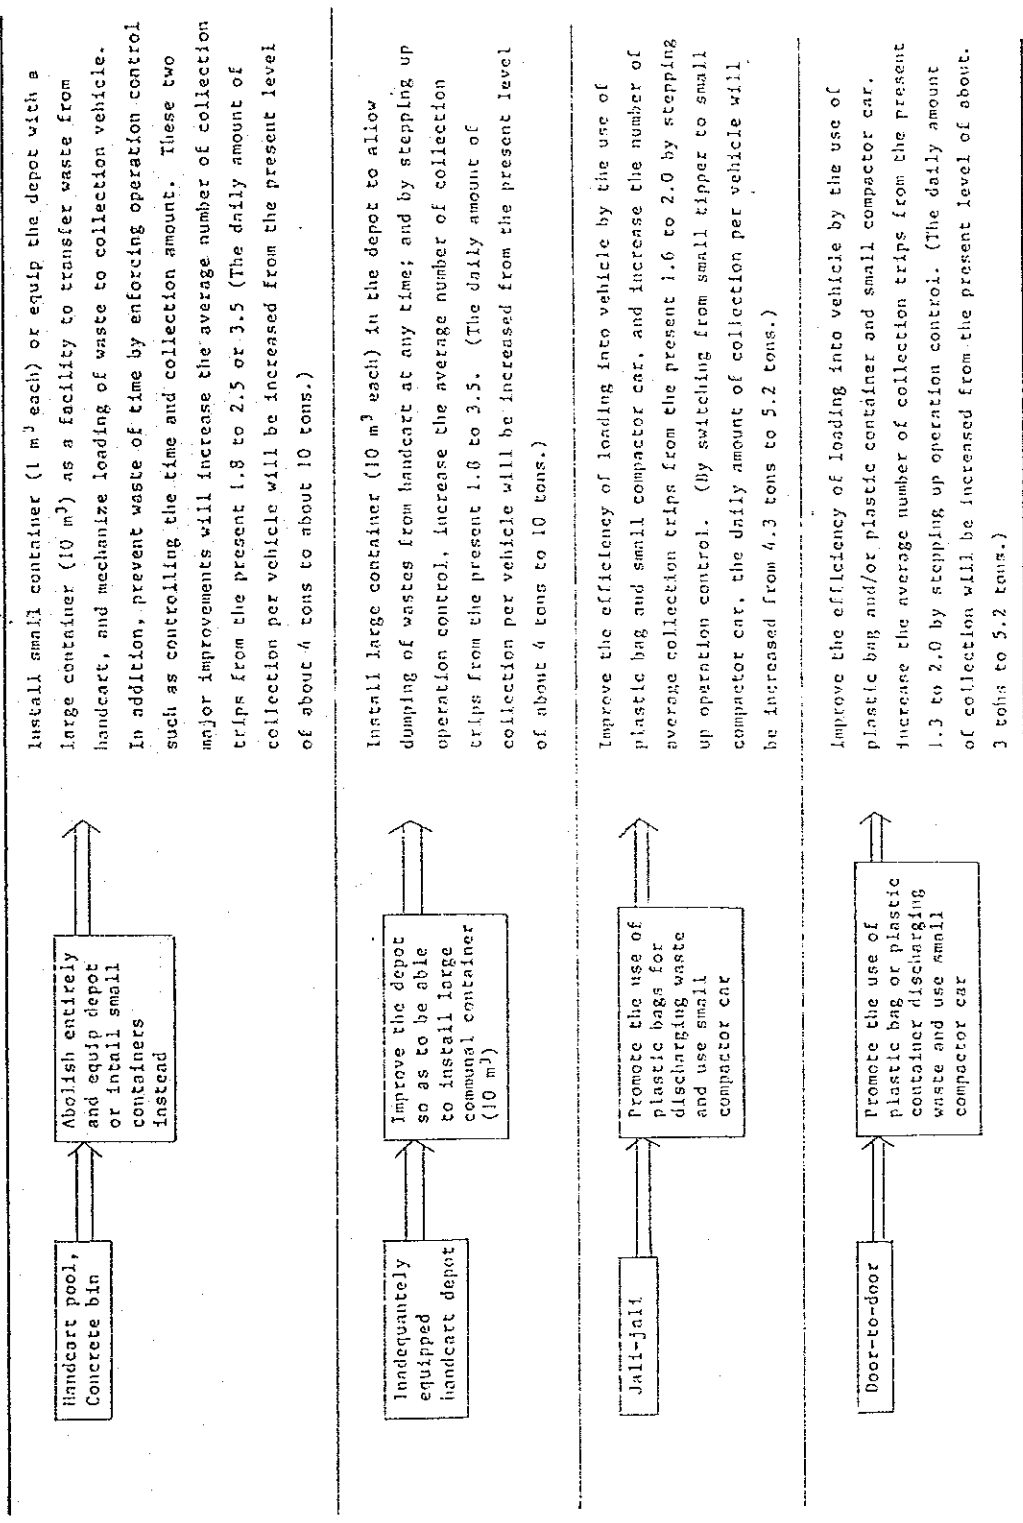 Handcart pool,
Concrete bin
Abolish entirely
and equip depot
or intall small
containers
instead
Install small container (1 m³ each) or equip the depot with a
large container (10 m³) as a facility to transfer waste from
handcart, and mechanize loading of waste to collection vehicle.
In addition, prevent waste of time by enforcing operation control
such as controlling the time and collection amount. These two
major improvements will increase the average number of collection
trips from the present 1.8 to 2.5 or 3.5 (The daily amount of
collection per vehicle will be increased from the present level
of about 4 tons to about 10 tons.)
Inadequantely
equipped
handcart depot
Improve the depot
so as to be able
to install large
communal container
(10 m³)
Install large container (10 m³ each) in the depot to allow
dumping of wastes from handcart at any time; and by stepping up
operation control, increase the average number of collection
trips from the present 1.8 to 3.5. (The daily amount of
collection per vehicle will be increased from the present level
of about 4 tons to 10 tons.)
Jali-jali
Promote the use of
plastic bags for
discharging waste
and use small
compactor car
Improve the efficiency of loading into vehicle by the use of
plastic bag and small compactor car, and increase the number of
average collection trips from the present 1.6 to 2.0 by stepping
up operation control. (By switching from small tipper to small
compactor car, the daily amount of collection per vehicle will
be increased from 4.3 tons to 5.2 tons.)
Door-to-door
Promote the use of
plastic bag or plastic
container discharging
waste and use small
compactor car
Improve the efficiency of loading into vehicle by the use of
plastic bag and/or plastic container and small compactor car.
Increase the average number of collection trips from the present
1.3 to 2.0 by stepping up operation control. (The daily amount
of collection will be increased from the present level of about
3 tons to 5.2 tons.)